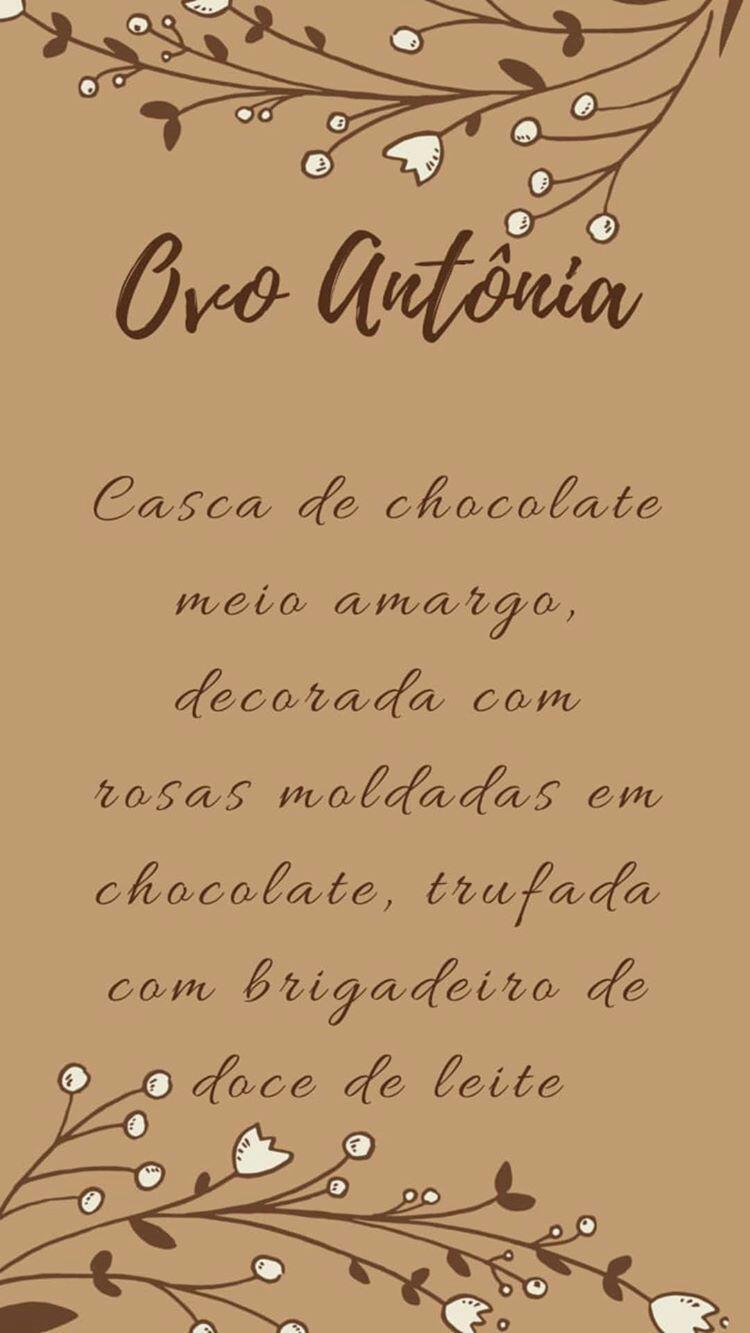 Ovo Antônia
Casca de chocolate
meio amargo,
decorada com
rosas moldadas em
chocolate, trufada
com brigadeiro de
doce de leite